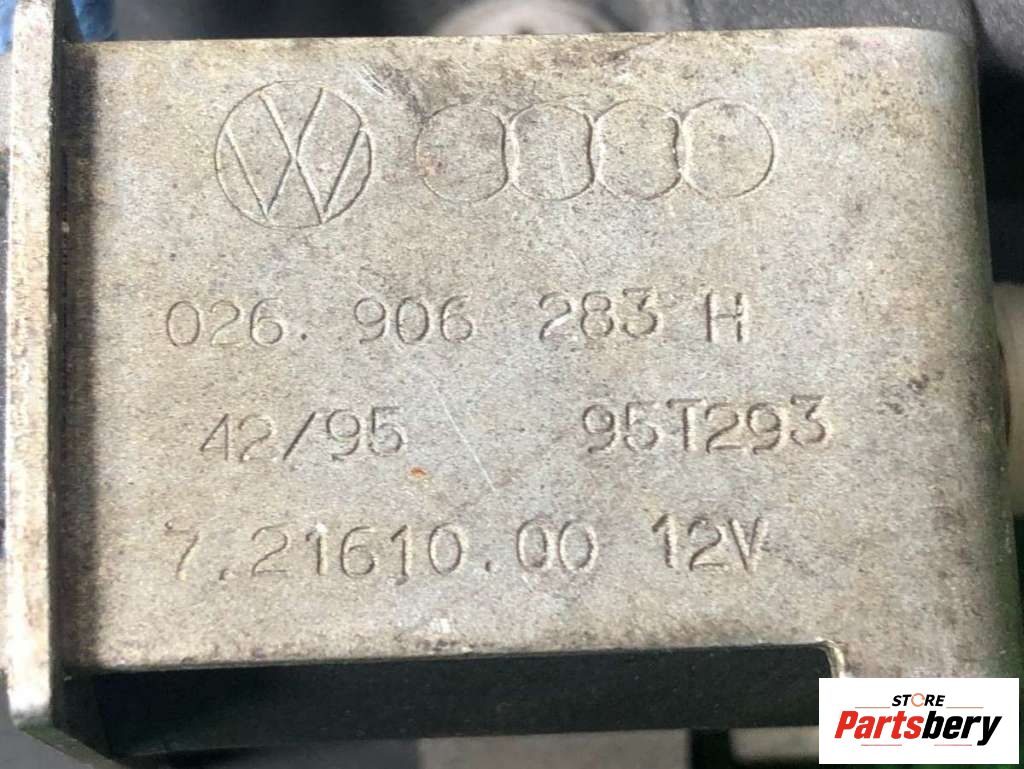 026. 906 283 H
42/95 95T293
7.21610.00 12V
STORE
Partsbery